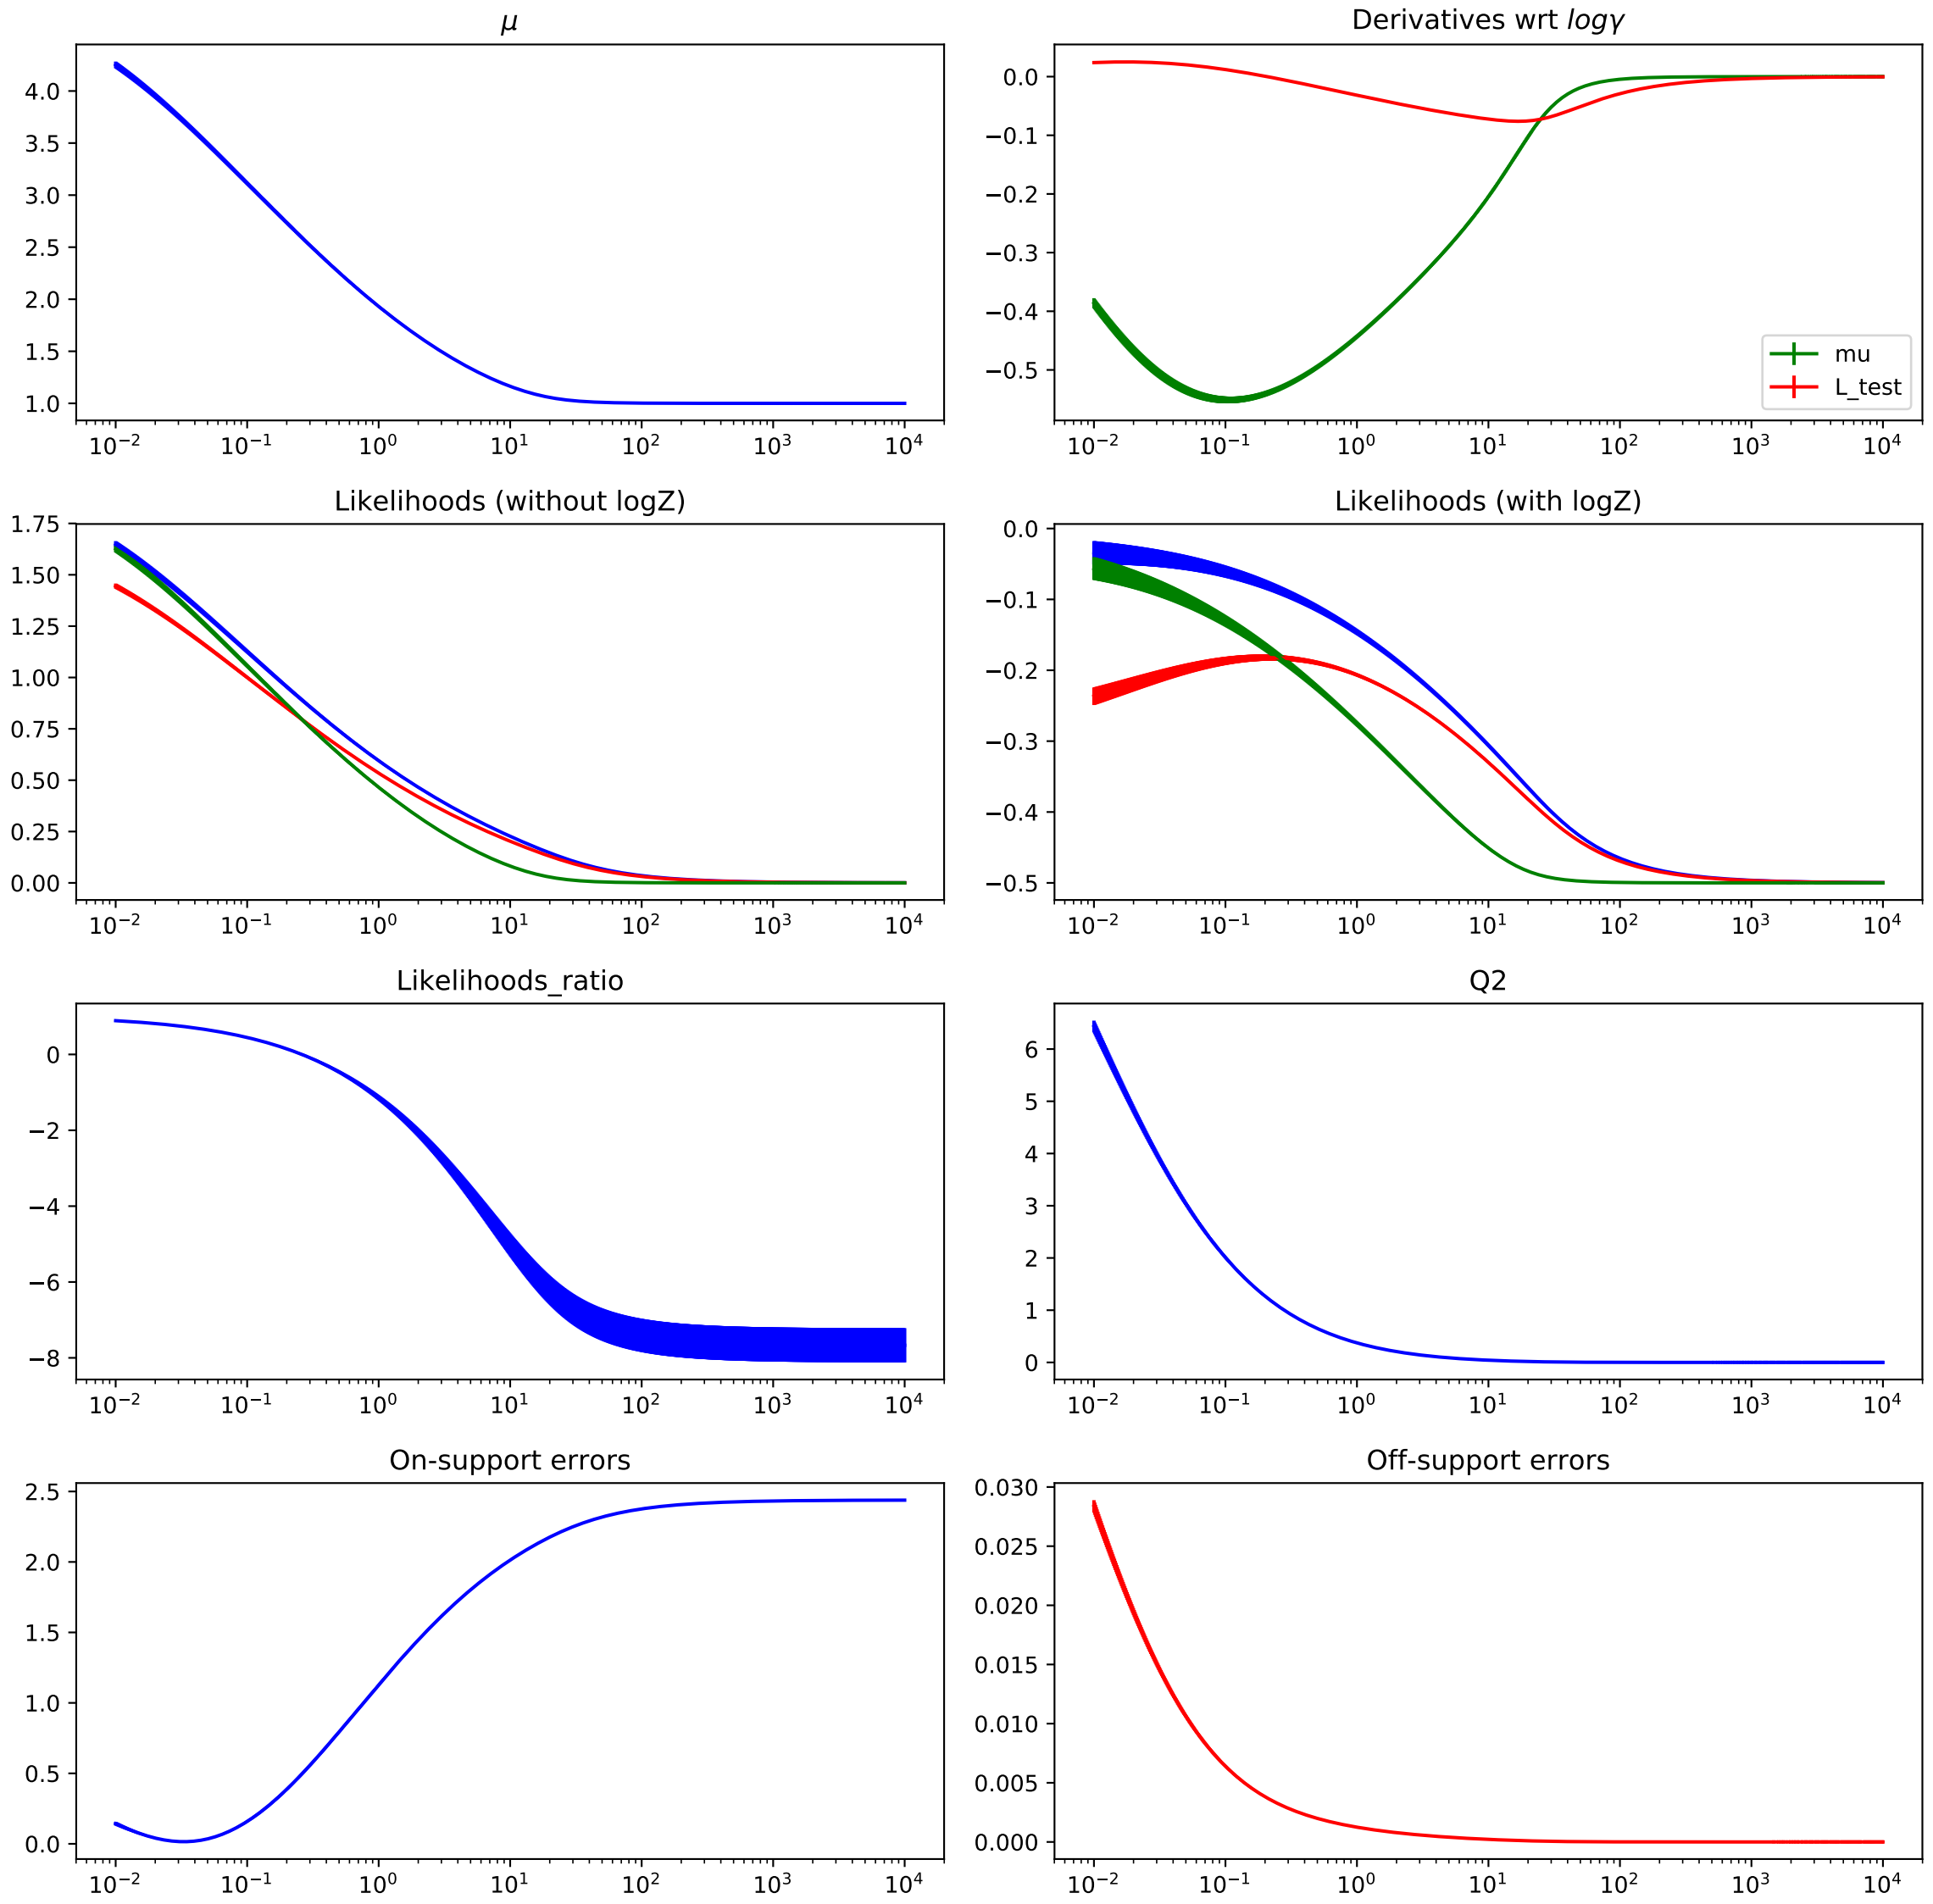 μ
4.0
3.5
3.0
2.5
2.0
1.5
1.0
10⁻² 10⁻¹ 10⁰ 10¹ 10² 10³ 10⁴
Derivatives wrt logγ
0.0
−0.1
−0.2
−0.3
−0.4
−0.5
mu
L_test
10⁻² 10⁻¹ 10⁰ 10¹ 10² 10³ 10⁴
Likelihoods (without logZ)
1.75
1.50
1.25
1.00
0.75
0.50
0.25
0.00
10⁻² 10⁻¹ 10⁰ 10¹ 10² 10³ 10⁴
Likelihoods (with logZ)
0.0
−0.1
−0.2
−0.3
−0.4
−0.5
10⁻² 10⁻¹ 10⁰ 10¹ 10² 10³ 10⁴
Likelihoods_ratio
0
−2
−4
−6
−8
10⁻² 10⁻¹ 10⁰ 10¹ 10² 10³ 10⁴
Q2
6
5
4
3
2
1
0
10⁻² 10⁻¹ 10⁰ 10¹ 10² 10³ 10⁴
On-support errors
2.5
2.0
1.5
1.0
0.5
0.0
10⁻² 10⁻¹ 10⁰ 10¹ 10² 10³ 10⁴
Off-support errors
0.030
0.025
0.020
0.015
0.010
0.005
0.000
10⁻² 10⁻¹ 10⁰ 10¹ 10² 10³ 10⁴